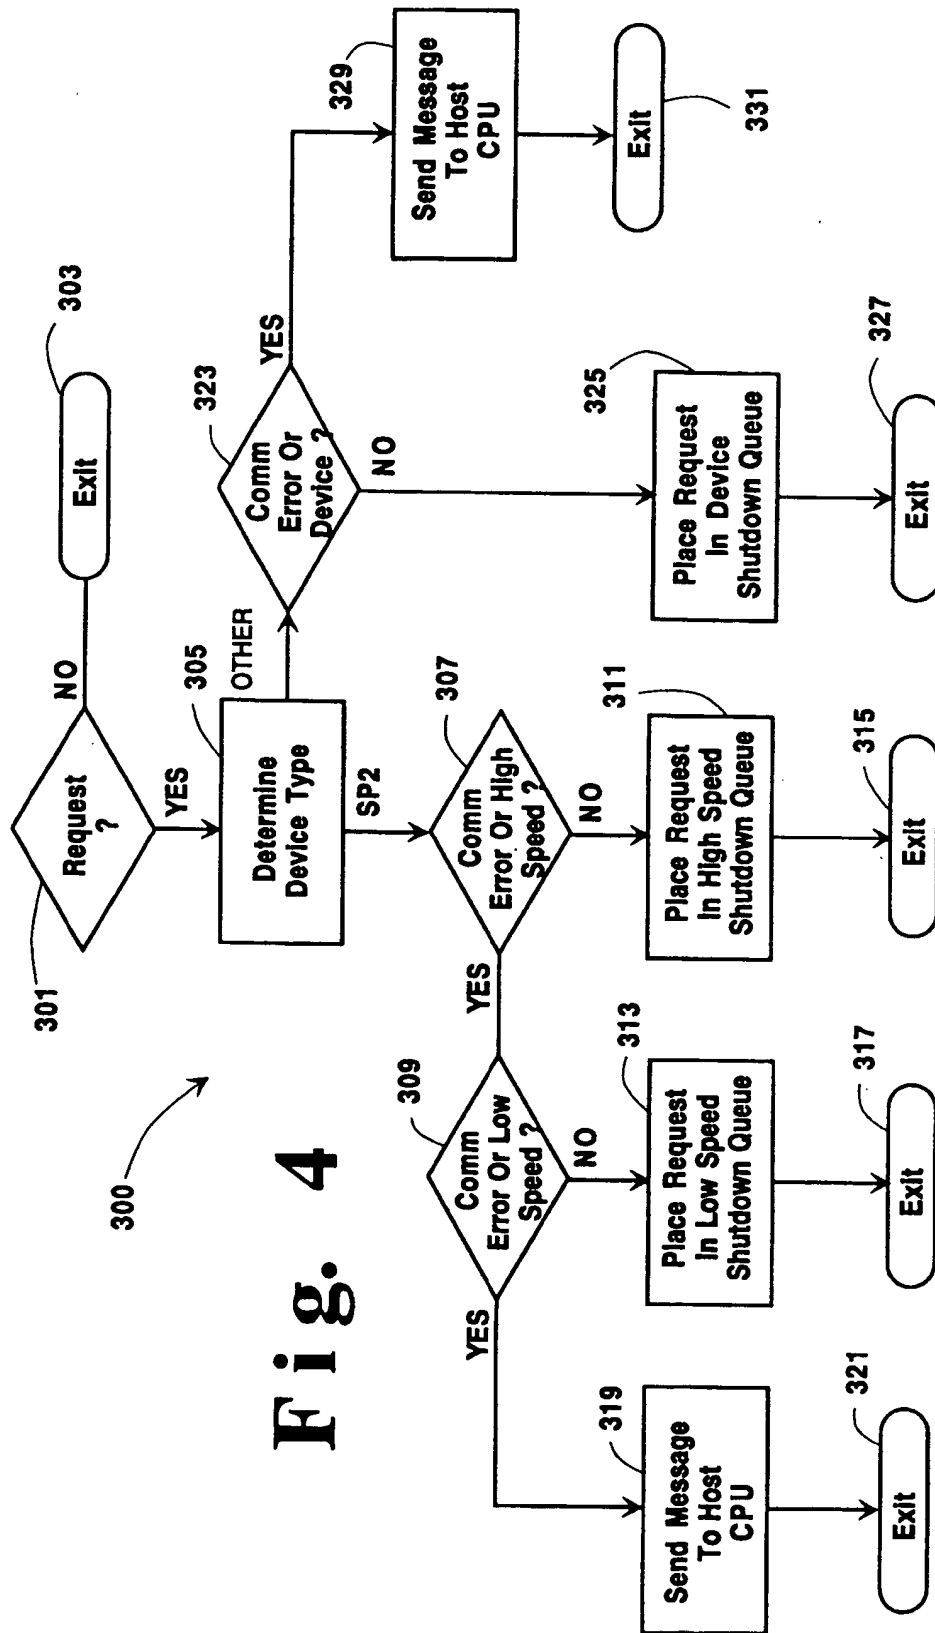 300
Fig. 4
301
Request
?
NO
303
Exit
YES
305
Determine
Device Type
OTHER
SP2
323
Comm
Error Or
Device ?
YES
NO
329
Send Message
To Host
CPU
331
Exit
325
Place Request
In Device
Shutdown Queue
327
Exit
307
Comm
Error Or High
Speed ?
YES
NO
311
Place Request
In High Speed
Shutdown Queue
315
Exit
309
Comm
Error Or Low
Speed ?
YES
NO
313
Place Request
In Low Speed
Shutdown Queue
317
Exit
319
Send Message
To Host
CPU
321
Exit